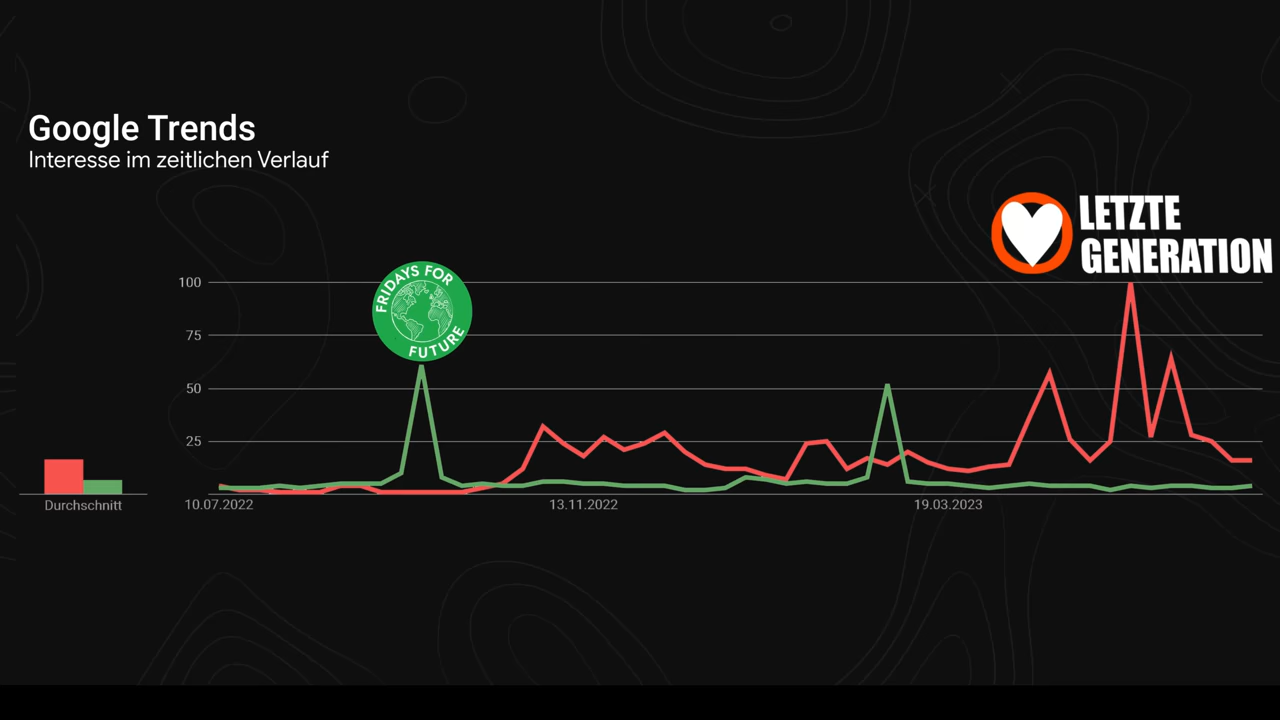 Google Trends
Interesse im zeitlichen Verlauf
LETZTE
GENERATION
FRIDAYS FOR
FUTURE
100
75
50
25
Durchschnitt
10.07.2022
13.11.2022
19.03.2023